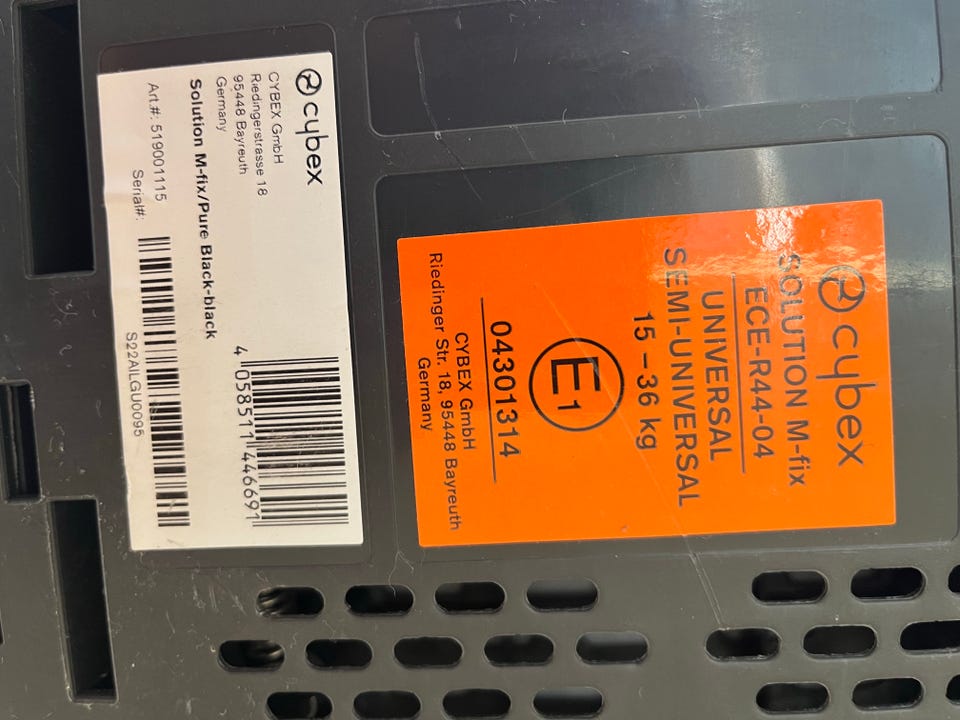 cybex
SOLUTION M-fix
ECE-R44-04
UNIVERSAL
SEMI-UNIVERSAL
15 – 36 kg
E1
04301314
CYBEX GmbH
Riedinger Str. 18, 95448 Bayreuth
Germany
cybex
CYBEX GmbH
Riedingerstrasse 18
95448 Bayreuth
Germany
Solution M-fix/Pure Black-black
4 058511 446691
Art.#: 519001115
Serial#:
S22AILGU0095